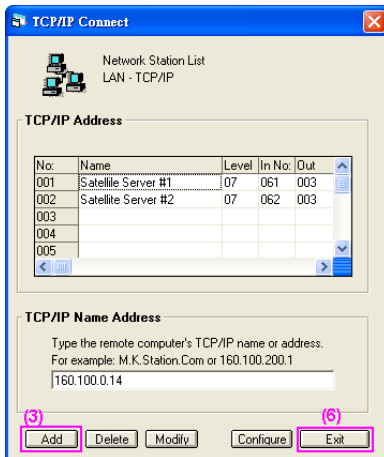 TCP/IP Connect
Network Station List
LAN - TCP/IP
TCP/IP Address
No: Name Level In No: Out
001 Satellile Server #1 07 061 003
002 Satellite Server #2 07 062 003
003
004
005
TCP/IP Name Address
Type the remote computer's TCP/IP name or address.
For example: M.K.Station.Com or 160.100.200.1
160.100.0.14
(3) (6)
Add Delete Modify Configure Exit